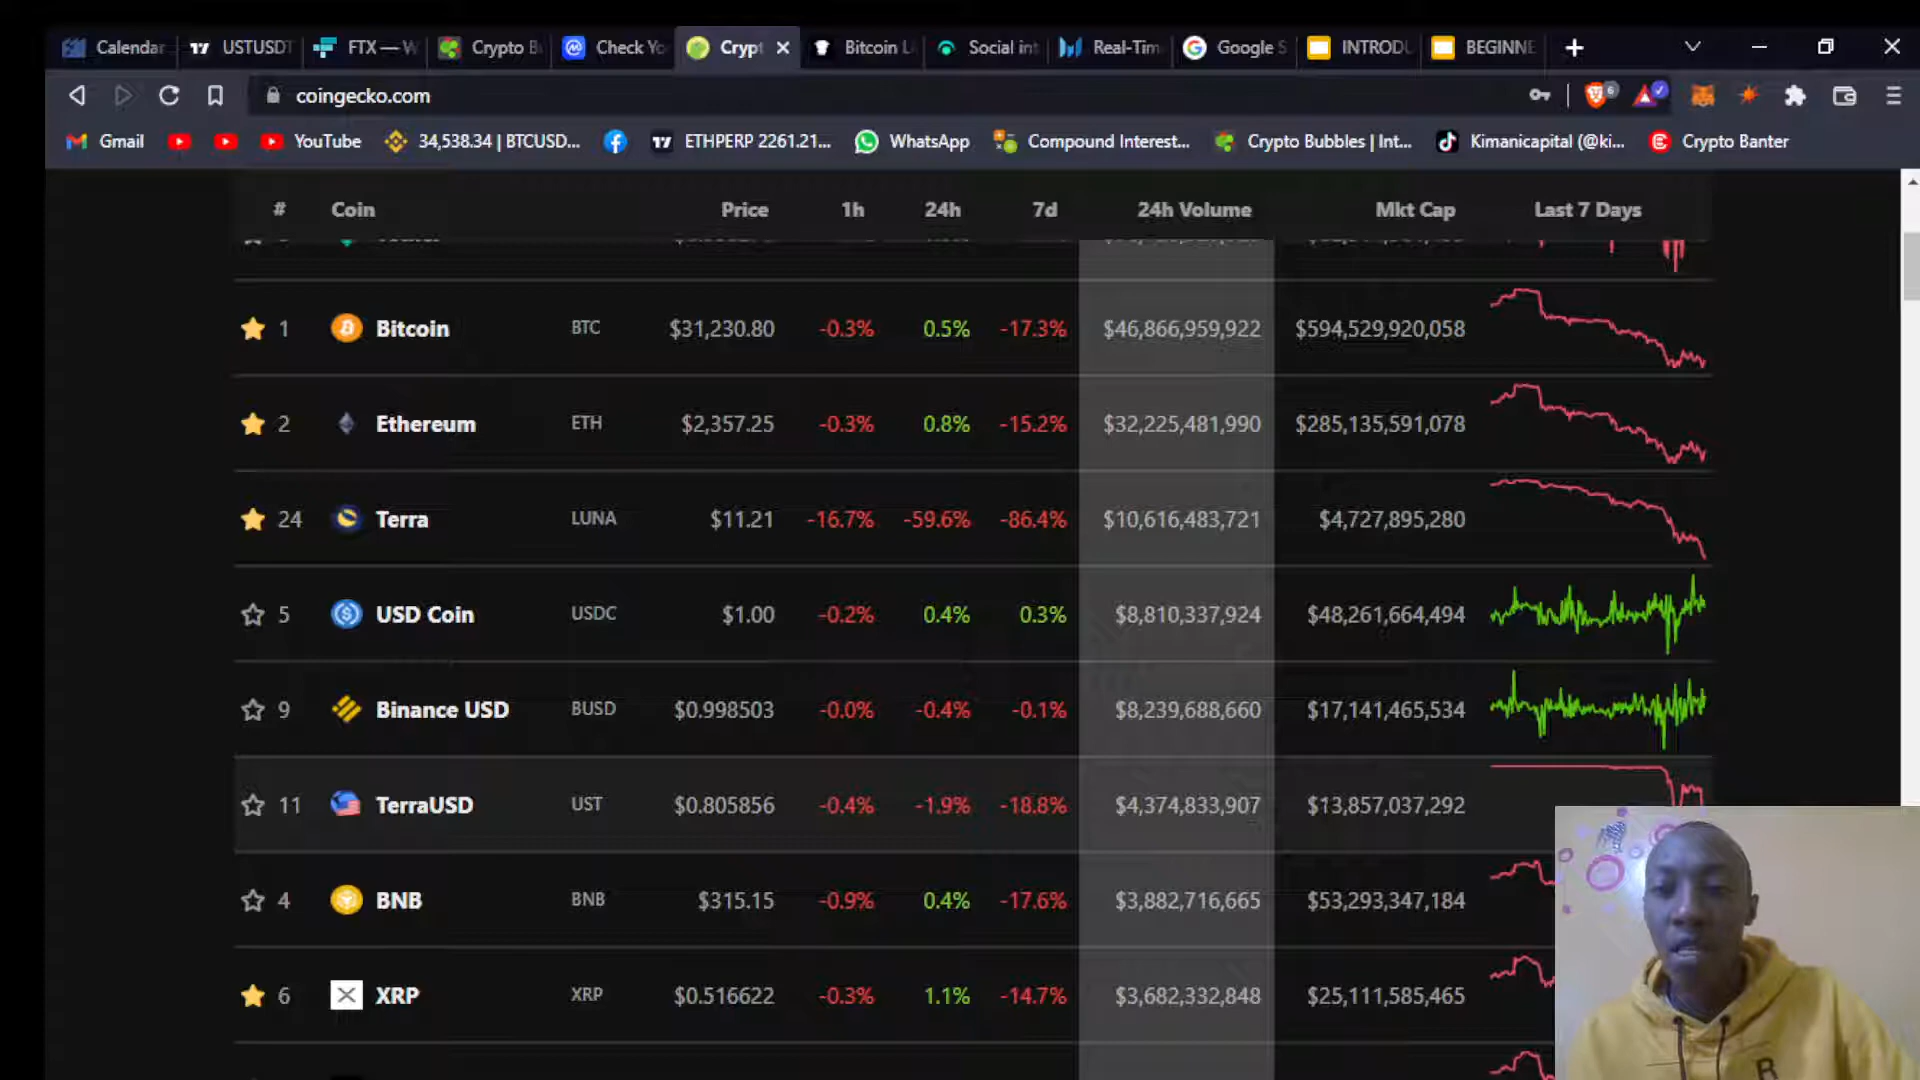 Calendar USTUSDT FTX — W Crypto B Check Yo Crypt Bitcoin Li Social int Real-Tim Google S INTRODU BEGINNE
coingecko.com 6
Gmail YouTube 34,538.34 | BTCUSD... ETHPERP 2261.21... WhatsApp Compound Interest... Crypto Bubbles | Int... Kimanicapital (@ki... Crypto Banter
# Coin Price 1h 24h 7d 24h Volume Mkt Cap Last 7 Days
1 Bitcoin BTC $31,230.80 -0.3% 0.5% -17.3% $46,866,959,922 $594,529,920,058
2 Ethereum ETH $2,357.25 -0.3% 0.8% -15.2% $32,225,481,990 $285,135,591,078
24 Terra LUNA $11.21 -16.7% -59.6% -86.4% $10,616,483,721 $4,727,895,280
5 USD Coin USDC $1.00 -0.2% 0.4% 0.3% $8,810,337,924 $48,261,664,494
9 Binance USD BUSD $0.998503 -0.0% -0.4% -0.1% $8,239,688,660 $17,141,465,534
11 TerraUSD UST $0.805856 -0.4% -1.9% -18.8% $4,374,833,907 $13,857,037,292
4 BNB BNB $315.15 -0.9% 0.4% -17.6% $3,882,716,665 $53,293,347,184
6 XRP XRP $0.516622 -0.3% 1.1% -14.7% $3,682,332,848 $25,111,585,465
R